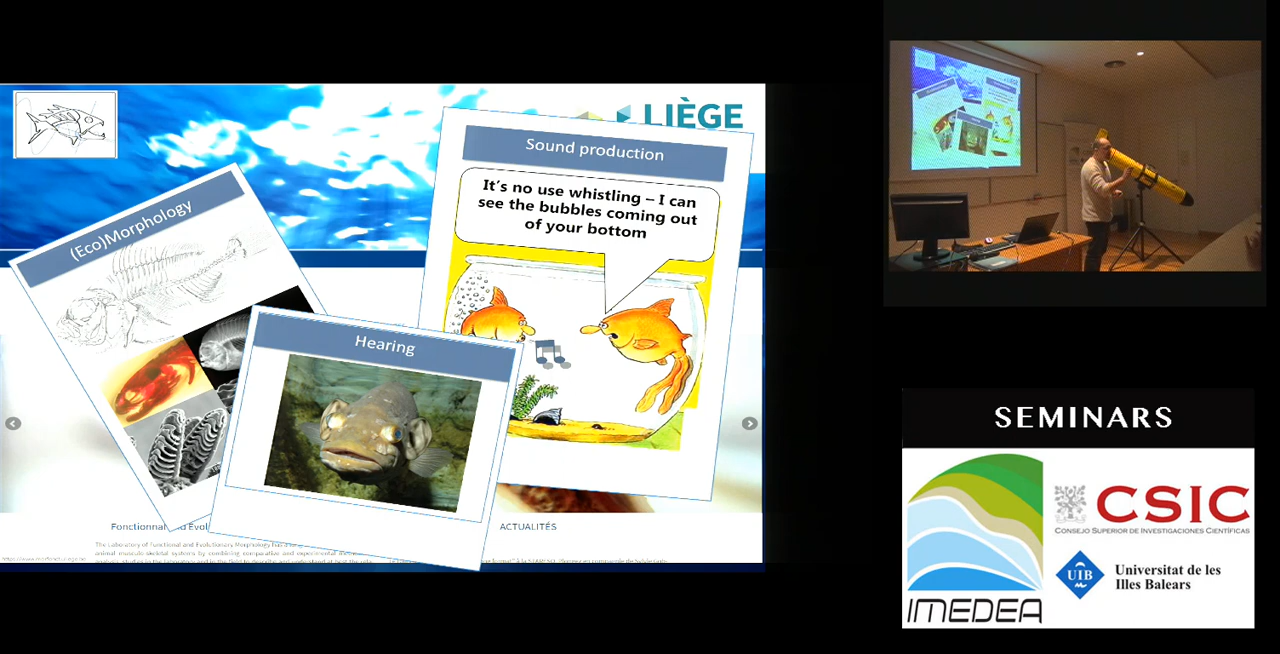 LIÈGE
Sound production
It's no use whistling – I can
see the bubbles coming out
of your bottom
(Eco)Morphology
Hearing
ACTUALITÉS
SEMINARS
CSIC
CONSEJO SUPERIOR DE INVESTIGACIONES CIENTÍFICAS
UIB
Universitat de les
Illes Balears
IMEDEA